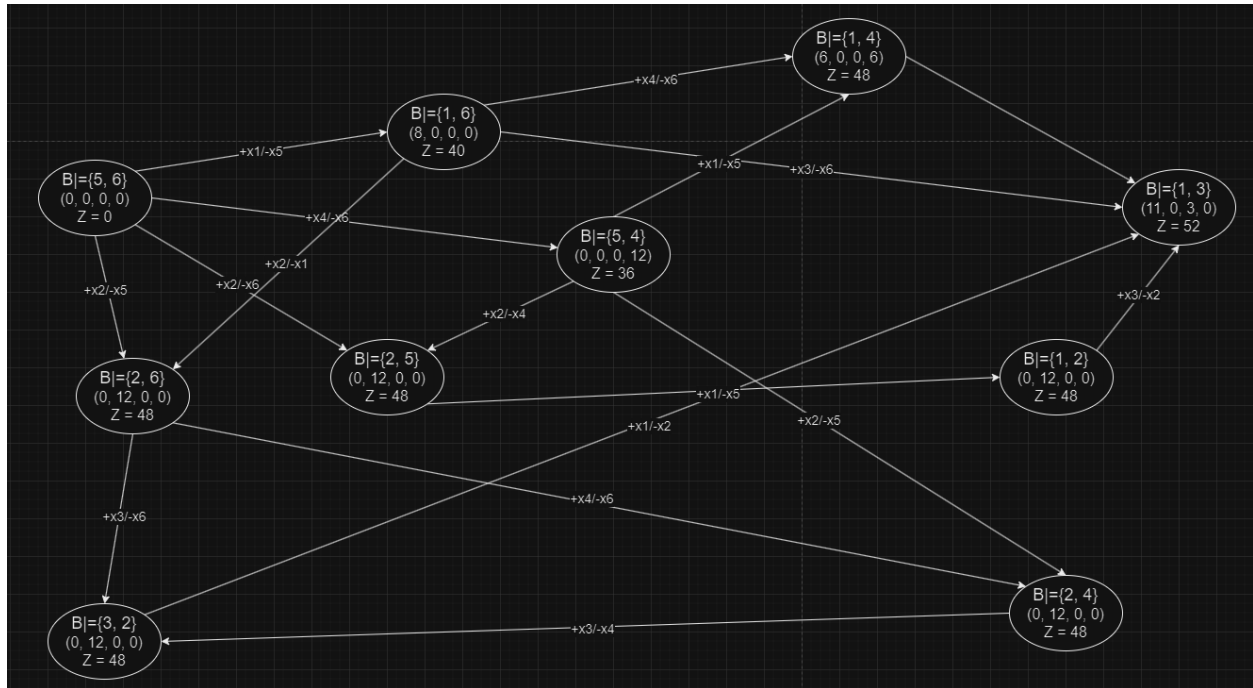 B|={1, 4}
(6, 0, 0, 6)
Z = 48
+x4/-x6
B|={1, 6}
(8, 0, 0, 0)
Z = 40
+x1/-x5
+x1/-x5
+x3/-x6
B|={5, 6}
(0, 0, 0, 0)
Z = 0
B|={1, 3}
(11, 0, 3, 0)
Z = 52
+x4/-x6
B|={5, 4}
(0, 0, 0, 12)
Z = 36
+x2/-x1
+x2/-x5
+x2/-x6
+x3/-x2
+x2/-x4
B|={2, 6}
(0, 12, 0, 0)
Z = 48
B|={2, 5}
(0, 12, 0, 0)
Z = 48
B|={1, 2}
(0, 12, 0, 0)
Z = 48
+x1/-x5
+x1/-x2
+x2/-x5
+x4/-x6
+x3/-x6
B|={3, 2}
(0, 12, 0, 0)
Z = 48
+x3/-x4
B|={2, 4}
(0, 12, 0, 0)
Z = 48